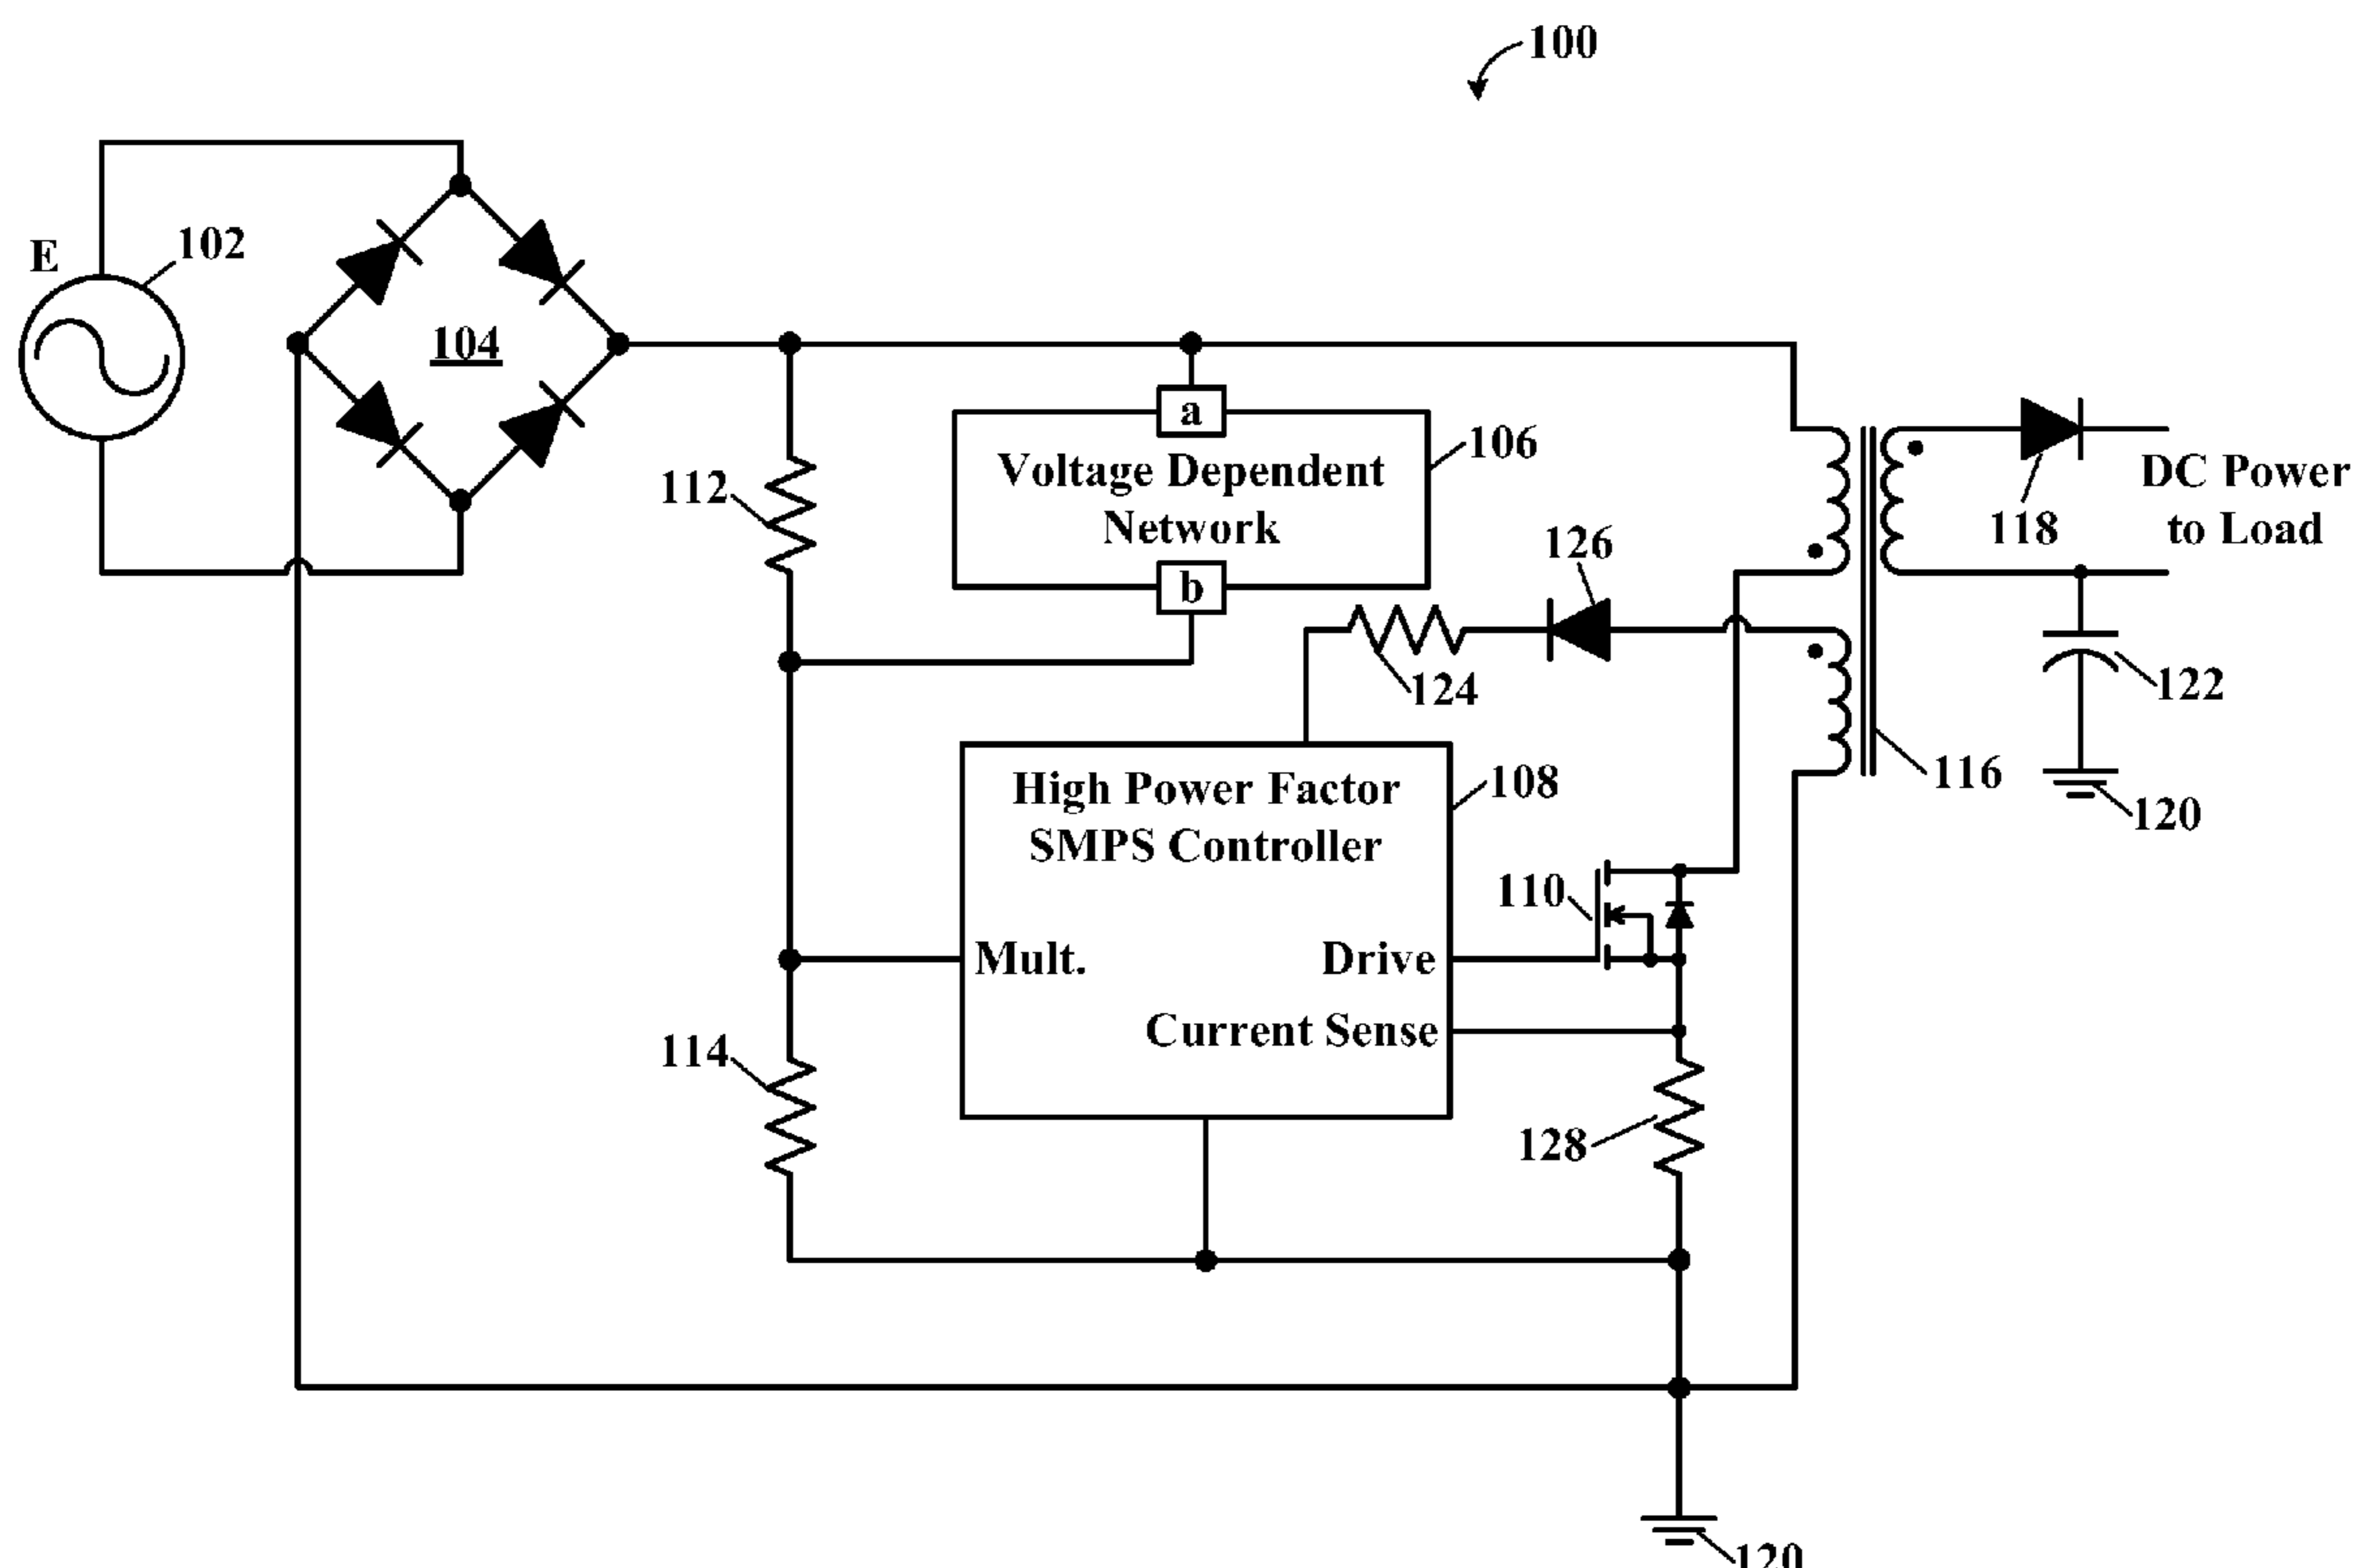 100
E
102
104
a
Voltage Dependent
Network
b
106
112
126
124
118
DC Power
to Load
122
116
120
High Power Factor
SMPS Controller
108
110
Mult.
Drive
Current Sense
114
128
120